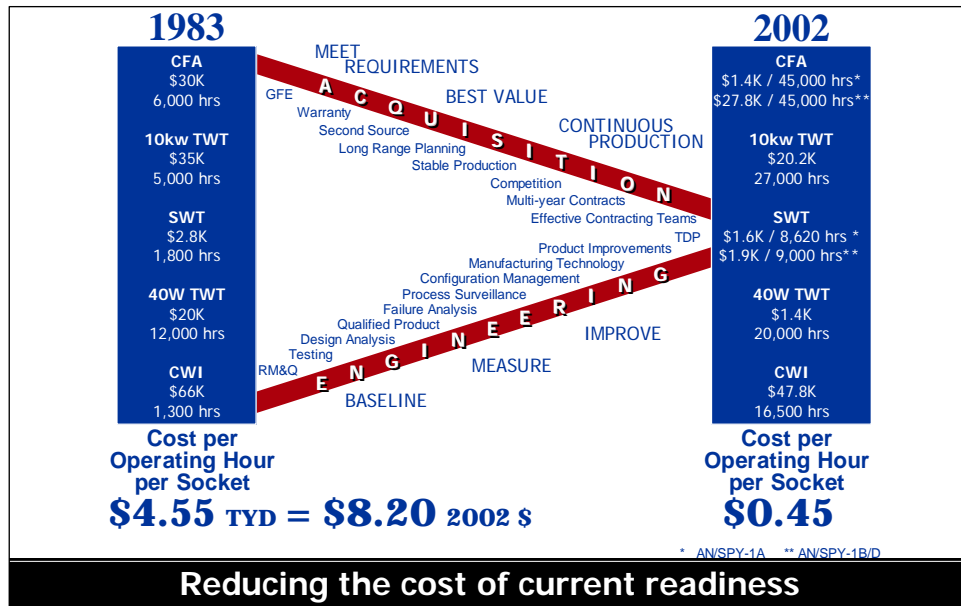 1983
CFA
$30K
6,000 hrs
10kw TWT
$35K
5,000 hrs
SWT
$2.8K
1,800 hrs
40W TWT
$20K
12,000 hrs
CWI
$66K
1,300 hrs
Cost per
Operating Hour
per Socket
$4.55 TYD = $8.20 2002 $
MEET
REQUIREMENTS
BEST VALUE
CONTINUOUS
PRODUCTION
ACQUISITION
GFE
Warranty
Second Source
Long Range Planning
Stable Production
Competition
Multi-year Contracts
Effective Contracting Teams
TDP
Product Improvements
Manufacturing Technology
Configuration Management
Process Surveillance
Failure Analysis
Qualified Product
Design Analysis
Testing
RM&Q
ENGINEERING
BASELINE
MEASURE
IMPROVE
2002
CFA
$1.4K / 45,000 hrs*
$27.8K / 45,000 hrs**
10kw TWT
$20.2K
27,000 hrs
SWT
$1.6K / 8,620 hrs *
$1.9K / 9,000 hrs**
40W TWT
$1.4K
20,000 hrs
CWI
$47.8K
16,500 hrs
Cost per
Operating Hour
per Socket
$0.45
* AN/SPY-1A ** AN/SPY-1B/D
Reducing the cost of current readiness